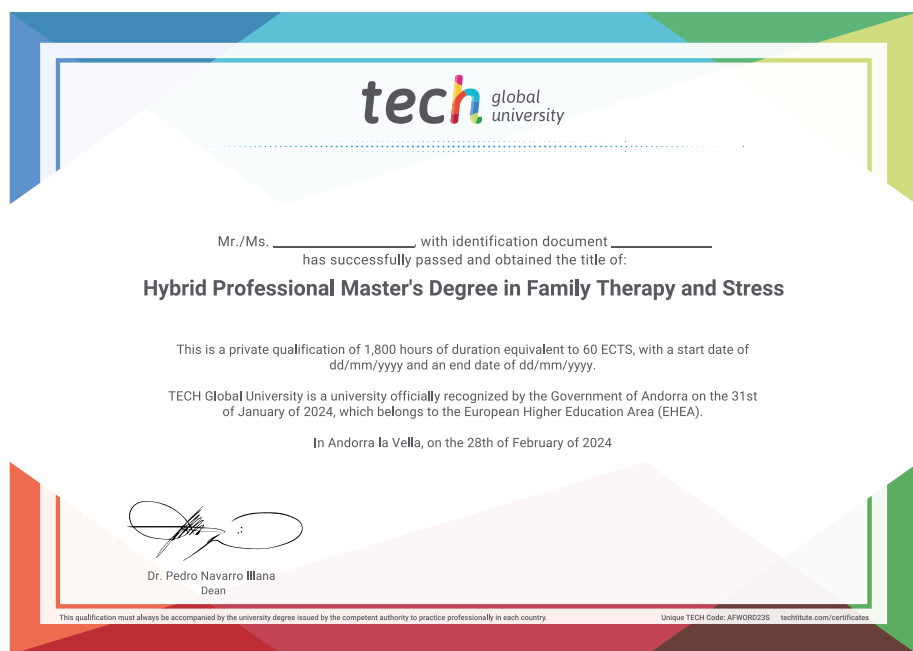 tech global university
Mr./Ms. ____________________, with identification document ______________
has successfully passed and obtained the title of:
Hybrid Professional Master's Degree in Family Therapy and Stress
This is a private qualification of 1,800 hours of duration equivalent to 60 ECTS, with a start date of
dd/mm/yyyy and an end date of dd/mm/yyyy.
TECH Global University is a university officially recognized by the Government of Andorra on the 31st
of January of 2024, which belongs to the European Higher Education Area (EHEA).
In Andorra la Vella, on the 28th of February of 2024
Dr. Pedro Navarro Illana
Dean
This qualification must always be accompanied by the university degree issued by the competent authority to practice professionally in each country. Unique TECH Code: AFWORD23S techtitute.com/certificates